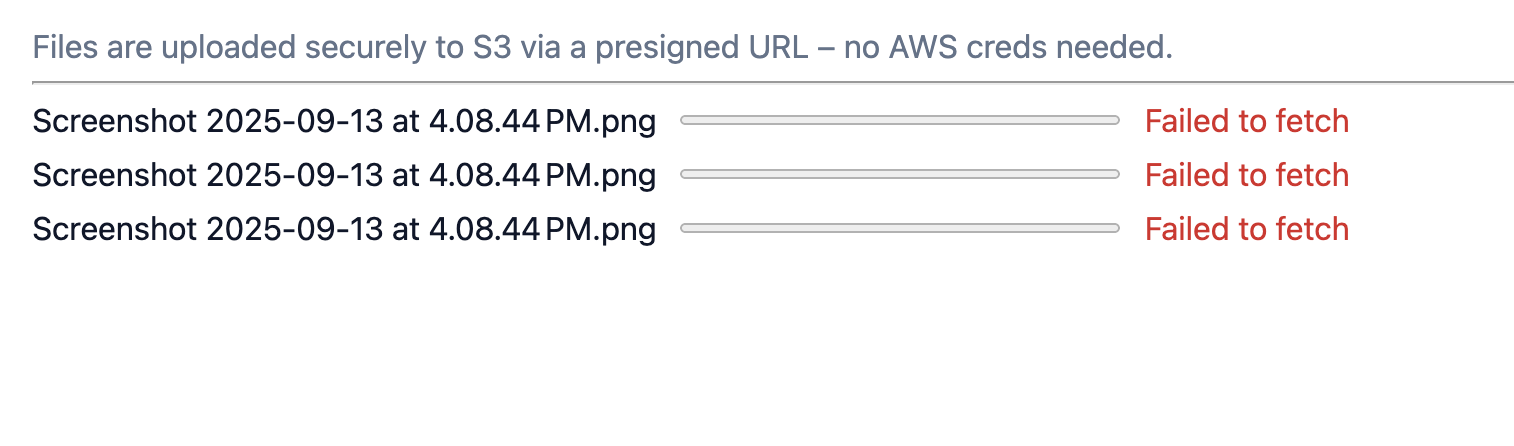 Files are uploaded securely to S3 via a presigned URL – no AWS creds needed.
Screenshot 2025-09-13 at 4.08.44 PM.png Failed to fetch
Screenshot 2025-09-13 at 4.08.44 PM.png Failed to fetch
Screenshot 2025-09-13 at 4.08.44 PM.png Failed to fetch